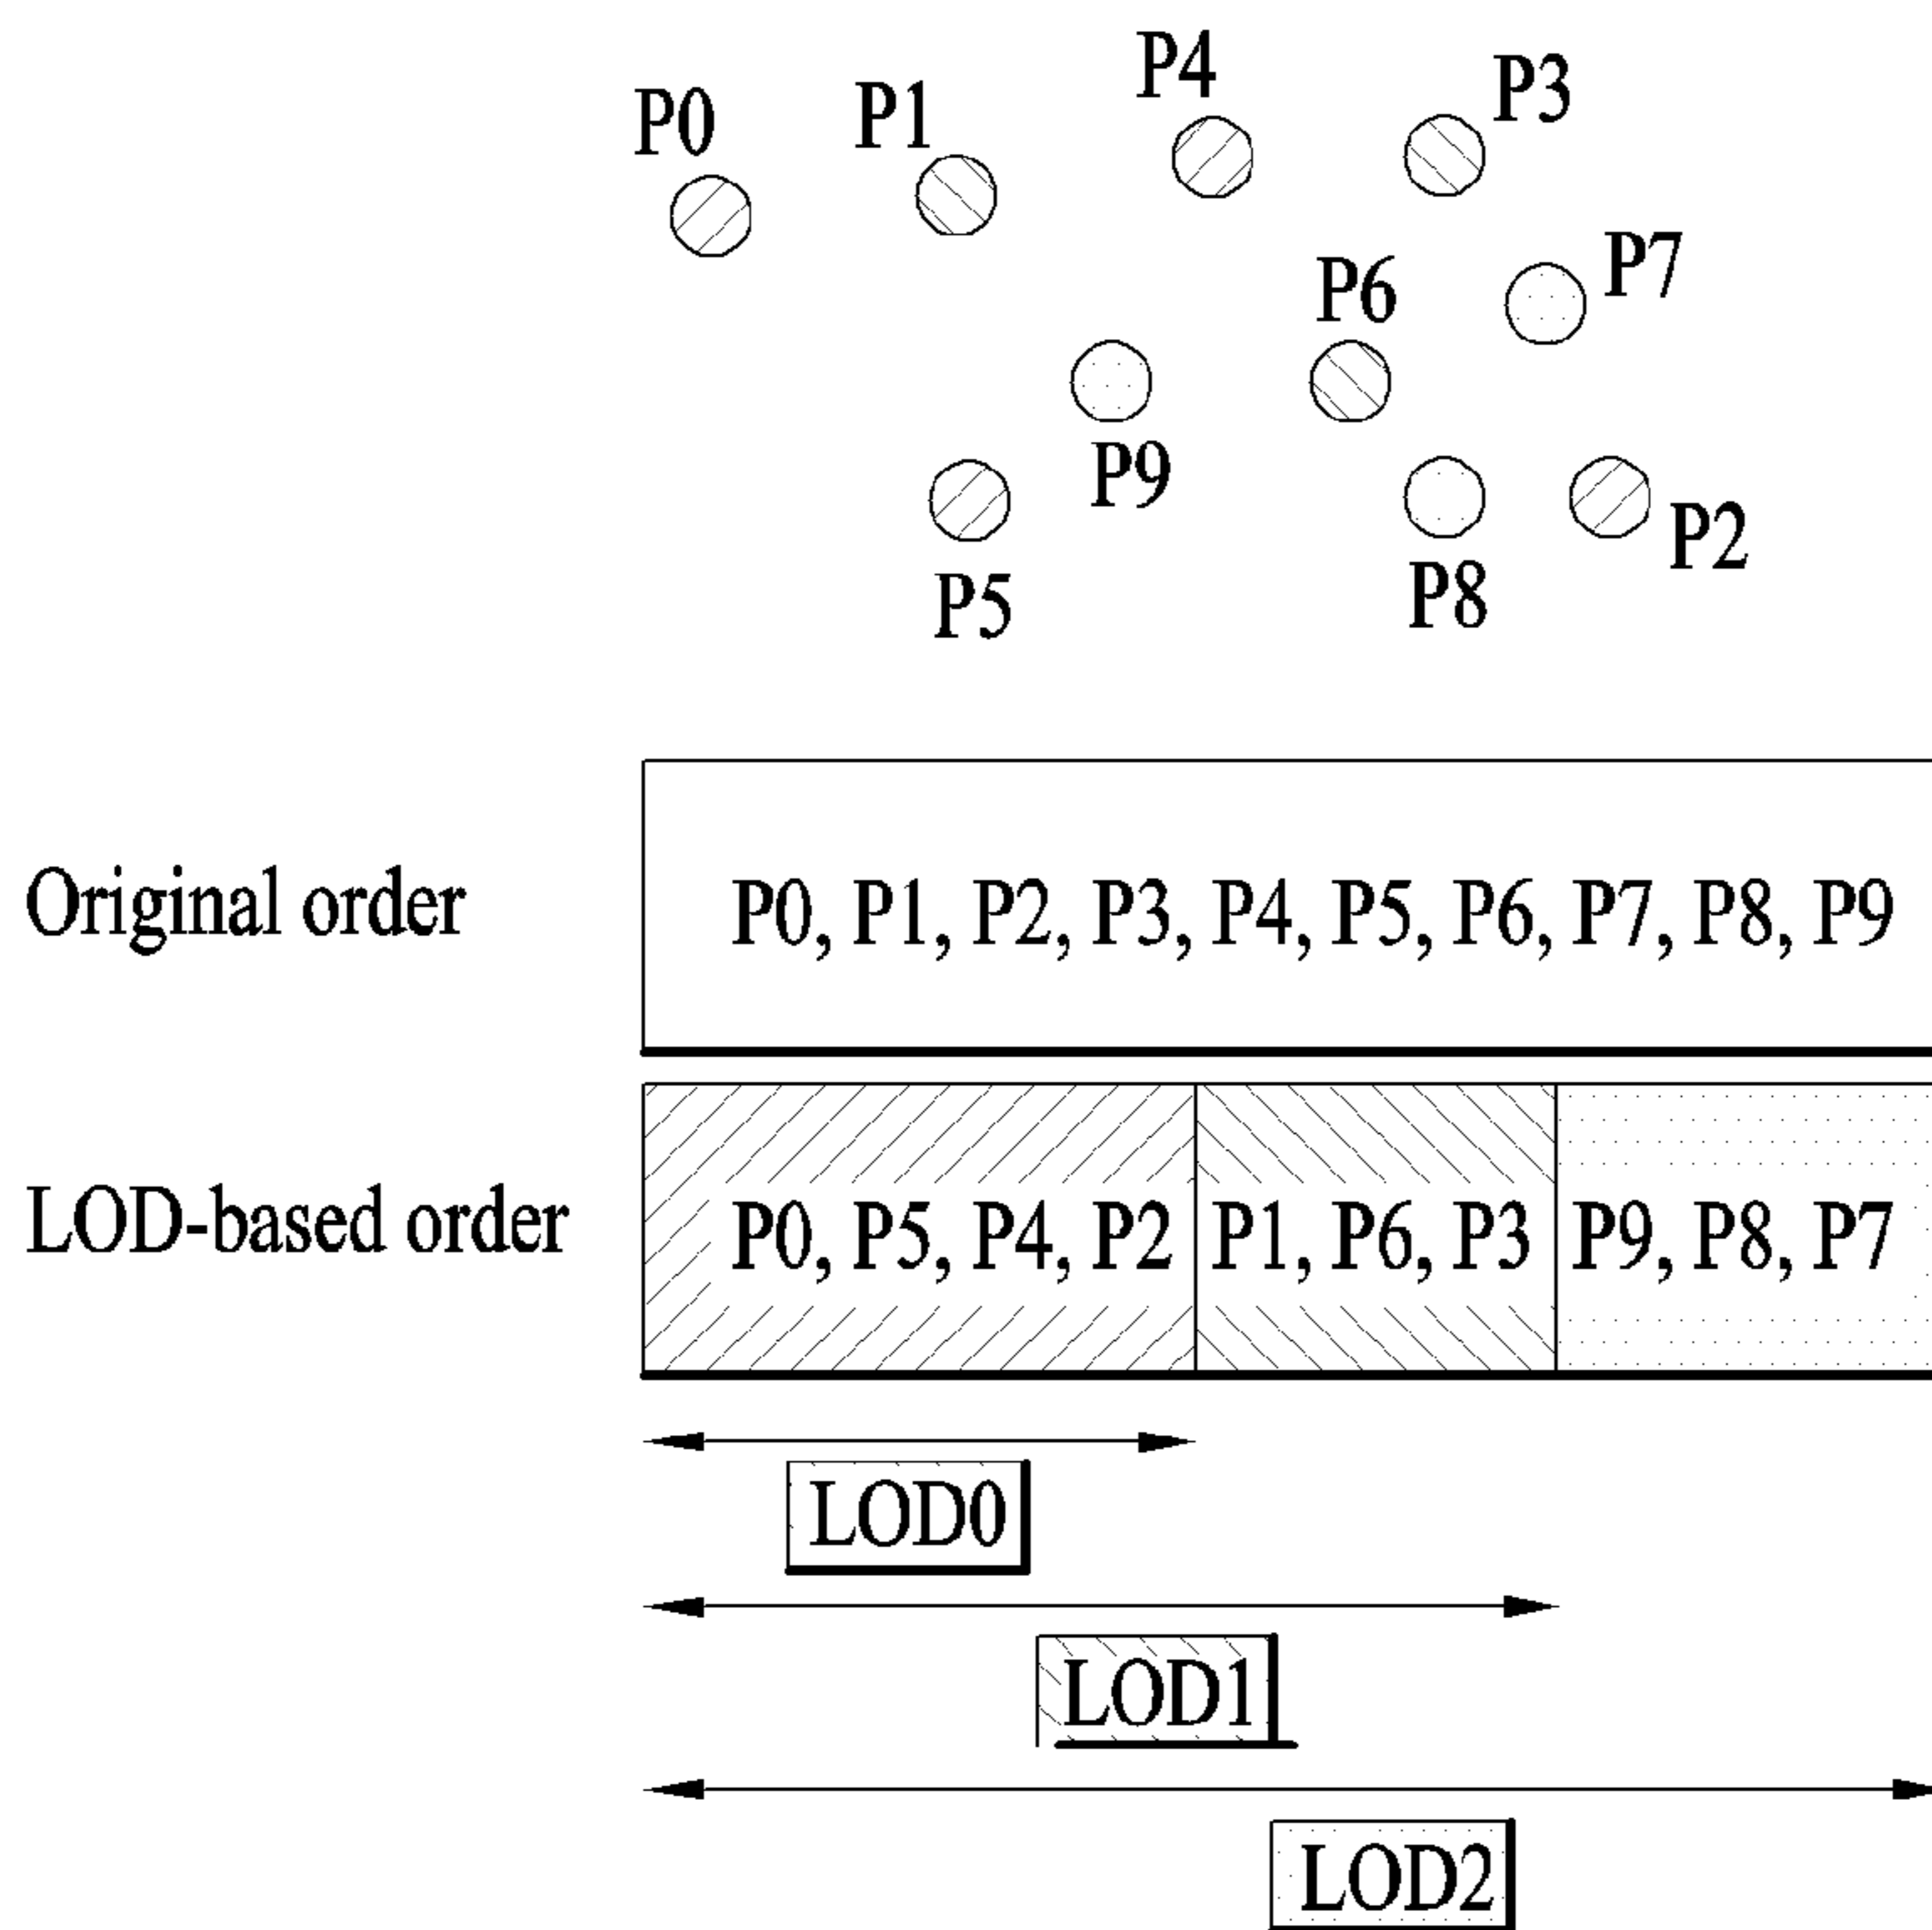 P4
P3
P0
P1
P7
P6
P9
P2
P8
P5
Original order
P0, P1, P2, P3, P4, P5, P6, P7, P8, P9
LOD-based order
P0, P5, P4, P2
P1, P6, P3
P9, P8, P7
LOD0
LOD1
LOD2